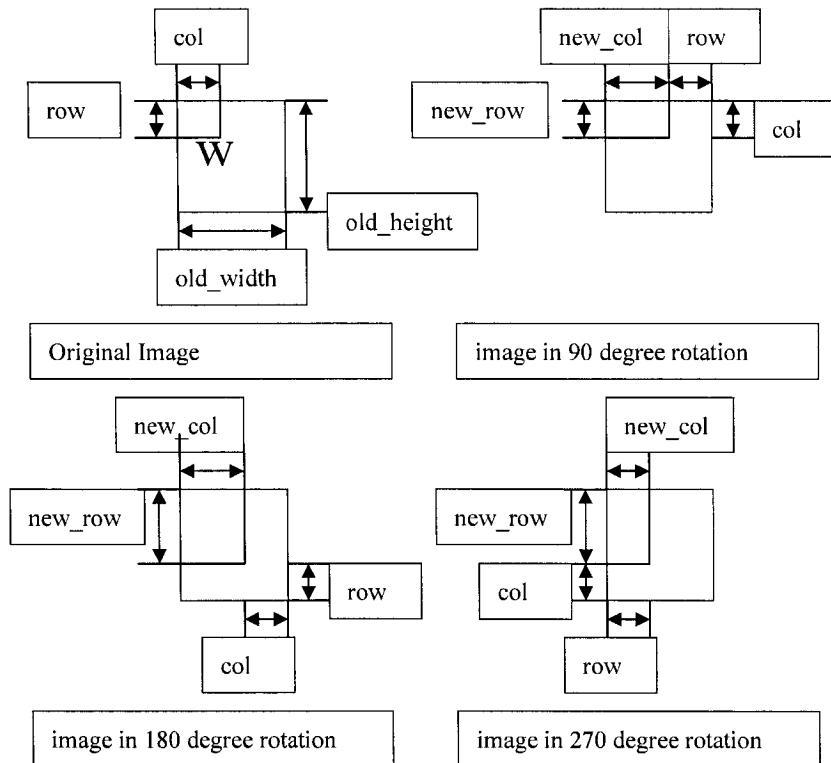 col
row
W
old_height
old_width
Original Image
new_col
row
new_row
col
image in 90 degree rotation
new_col
new_row
row
col
image in 180 degree rotation
new_col
new_row
col
row
image in 270 degree rotation